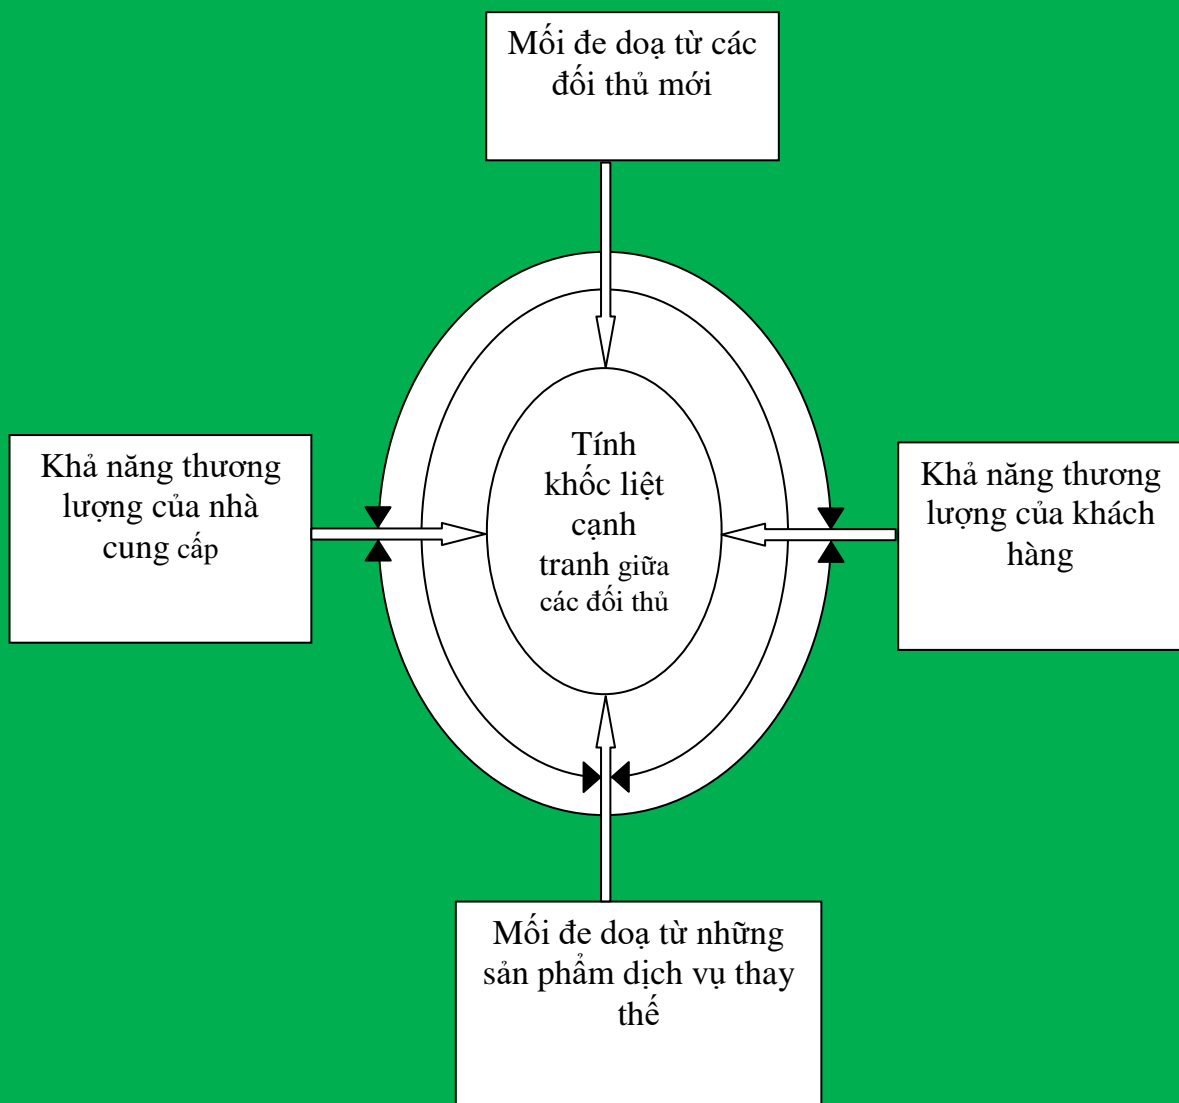 Mối đe doạ từ các
đối thủ mới
Khả năng thương
lượng của nhà
cung cấp
Tính
khốc liệt
cạnh
tranh giữa
các đối thủ
Khả năng thương
lượng của khách
hàng
Mối đe doạ từ những
sản phẩm dịch vụ thay
thế